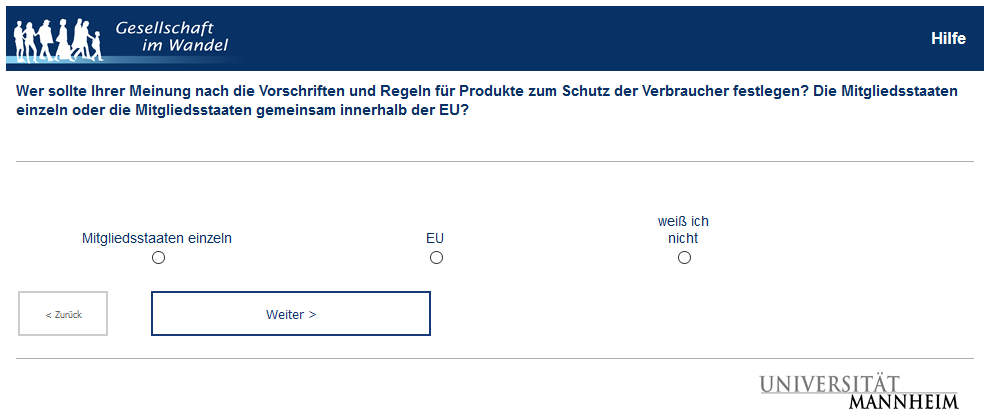 Gesellschaft
im Wandel
Hilfe
Wer sollte Ihrer Meinung nach die Vorschriften und Regeln für Produkte zum Schutz der Verbraucher festlegen? Die Mitgliedsstaaten
einzeln oder die Mitgliedsstaaten gemeinsam innerhalb der EU?
weiß ich
Mitgliedsstaaten einzeln EU nicht
< Zurück Weiter >
UNIVERSITÄT
MANNHEIM